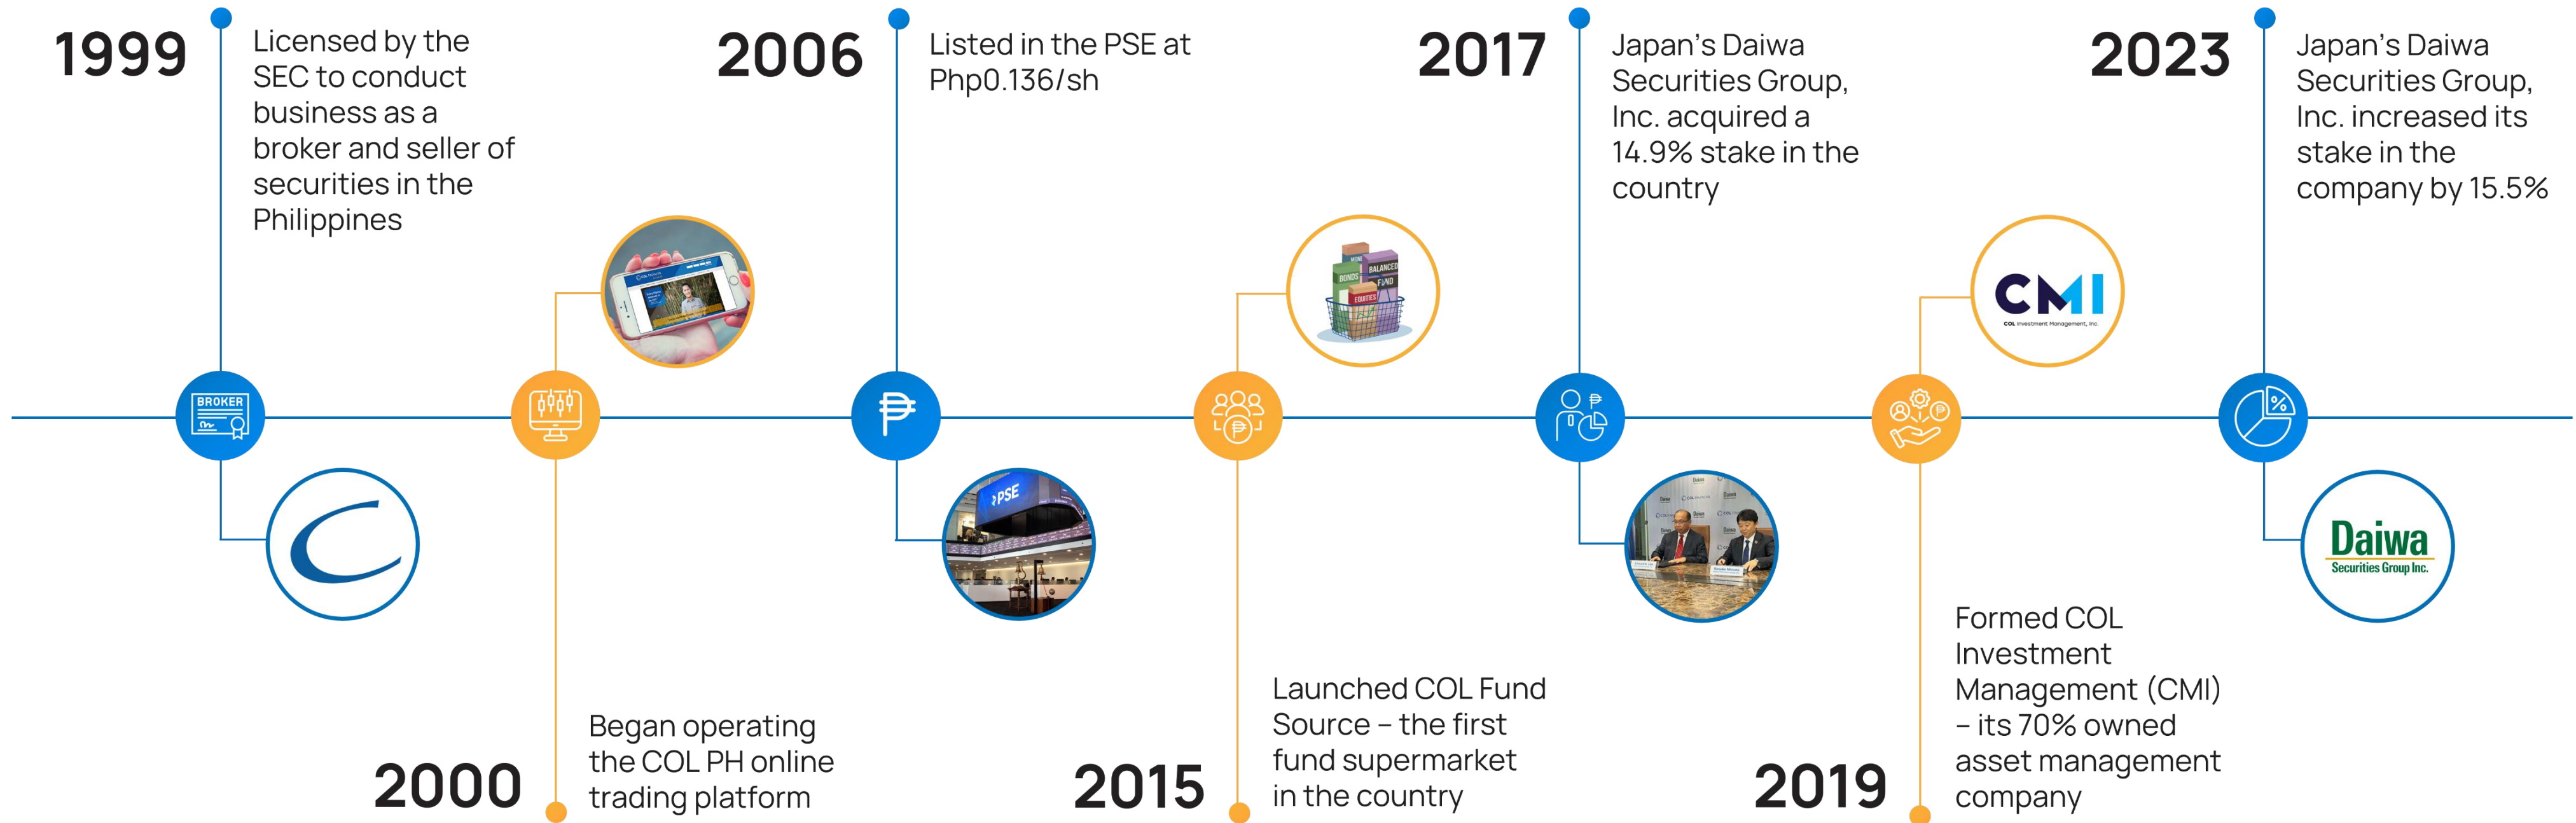 1999
Licensed by the
SEC to conduct
business as a
broker and seller of
securities in the
Philippines
BROKER
2000
Began operating
the COL PH online
trading platform
2006
Listed in the PSE at
Php0.136/sh
PSE
2015
Launched COL Fund
Source – the first
fund supermarket
in the country
BONDS
BALANCED
FUND
EQUITIES
2017
Japan's Daiwa
Securities Group,
Inc. acquired a
14.9% stake in the
country
2019
Formed COL
Investment
Management (CMI)
– its 70% owned
asset management
company
CMI
COL Investment Management, Inc.
2023
Japan's Daiwa
Securities Group,
Inc. increased its
stake in the
company by 15.5%
%
Daiwa
Securities Group Inc.